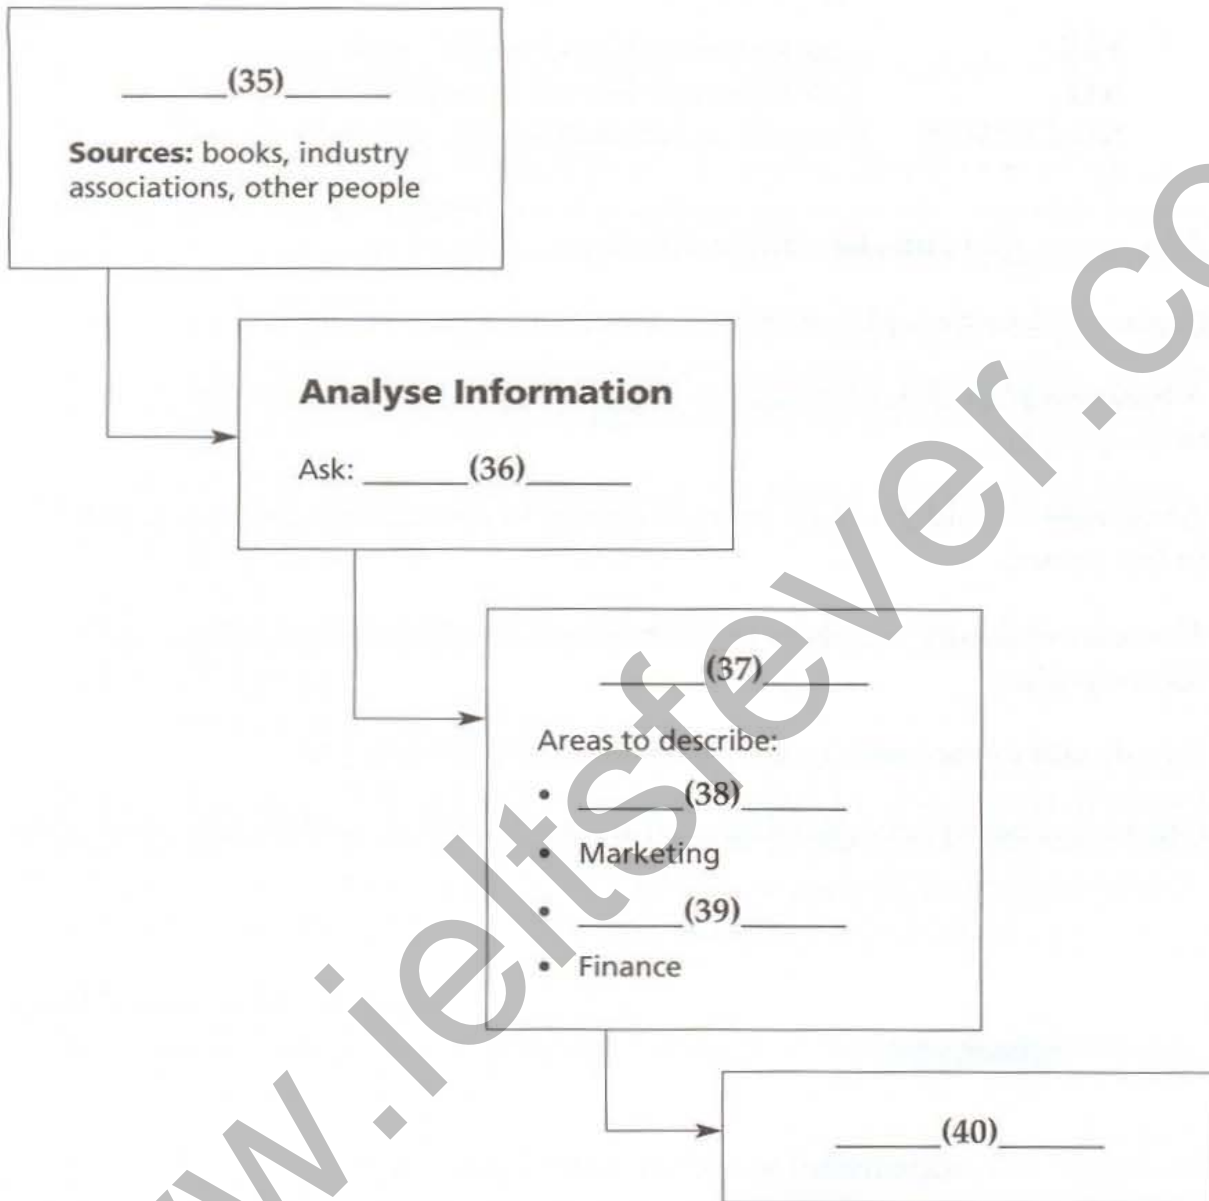 ______(35)______
Sources: books, industry
associations, other people
Analyse Information
Ask: ______(36)______
______(37)______
Areas to describe:
• ______(38)______
• Marketing
• ______(39)______
• Finance
______(40)______
www.ieltsfever.co